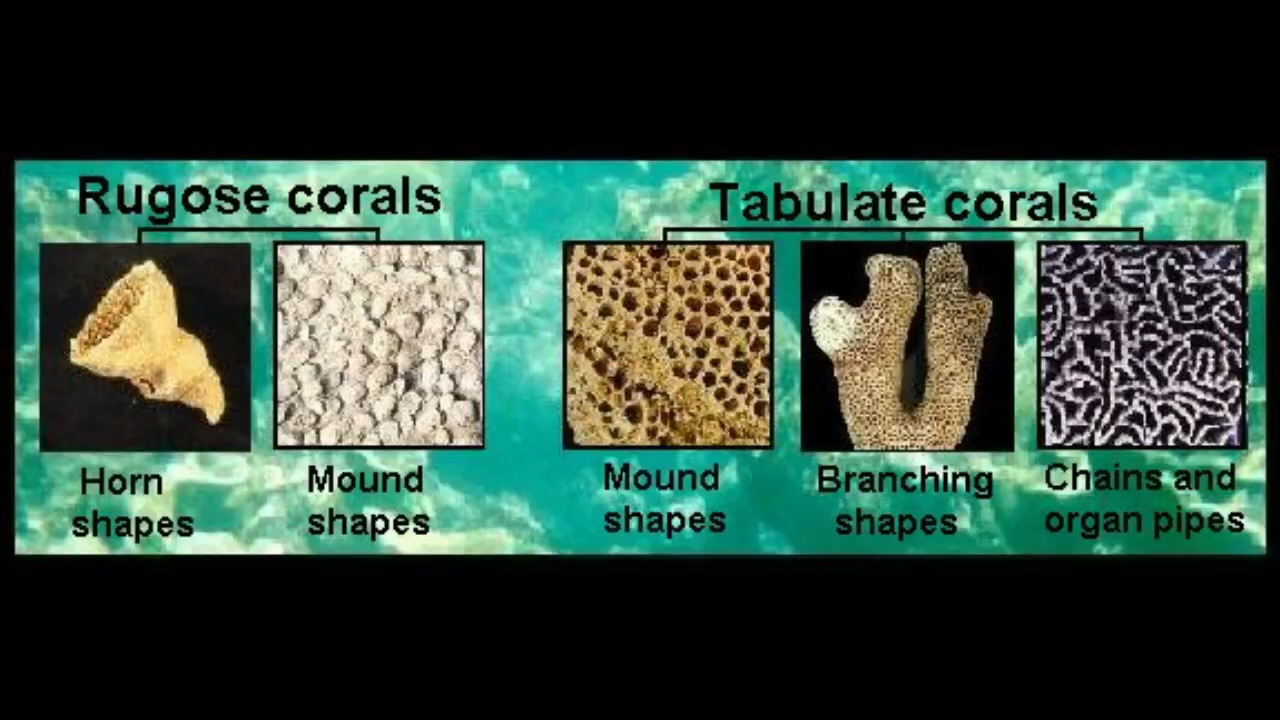 Rugose corals
Tabulate corals
Horn
shapes
Mound
shapes
Mound
shapes
Branching
shapes
Chains and
organ pipes